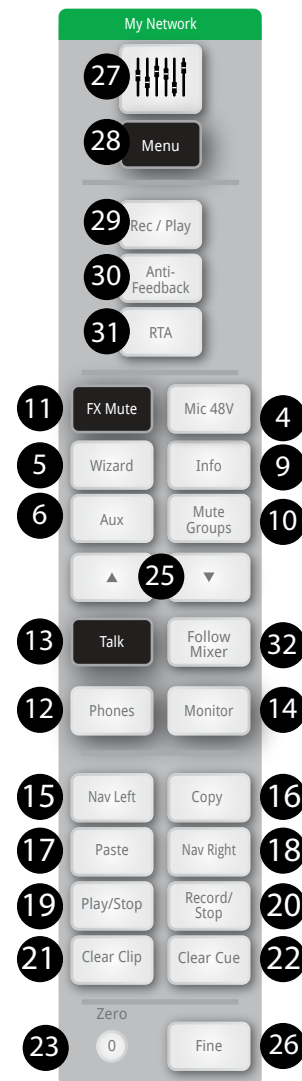 My Network
27
28 Menu
29 Rec / Play
30 Anti-
Feedback
31 RTA
11 FX Mute Mic 48V 4
5 Wizard Info 9
6 Aux Mute
Groups 10
▲ 25 ▼
13 Talk Follow
Mixer 32
12 Phones Monitor 14
15 Nav Left Copy 16
17 Paste Nav Right 18
19 Play/Stop Record/
Stop 20
21 Clear Clip Clear Cue 22
Zero
23 0 Fine 26